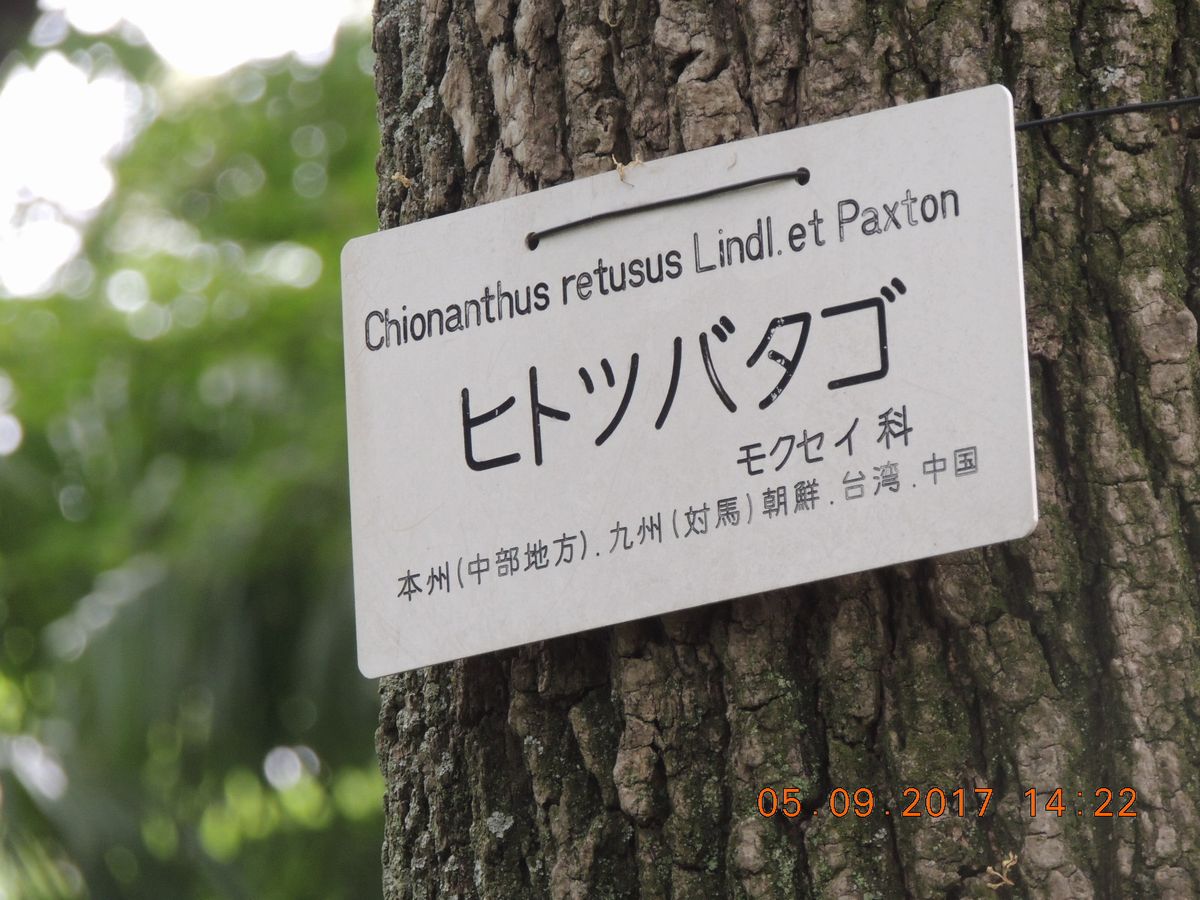 Chionanthus retusus Lindl. et Paxton
ヒトツバタゴ
モクセイ科
本州(中部地方).九州(対馬)朝鮮.台湾.中国
05.09.2017 14:22